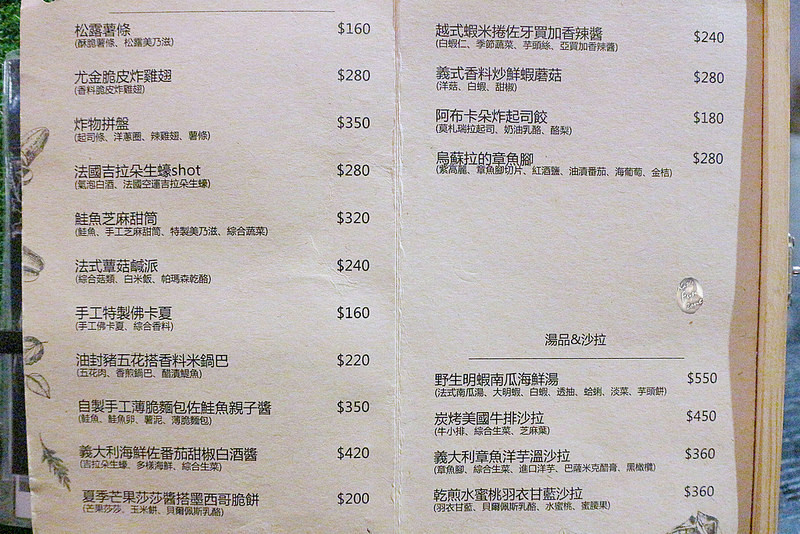 松露薯條 $160
(酥脆薯條、松露美乃滋)
尤金脆皮炸雞翅 $280
(香料脆皮炸雞)
炸物拼盤 $350
(起司條、洋蔥圈、辣雞翅、薯條)
法國吉拉朵生蠔shot $280
(氣泡白酒、法國空運吉拉朵生蠔)
鮭魚芝麻甜筒 $320
(鮭魚、手工芝麻甜筒、特製美乃滋、綜合蔬菜)
法式蕈菇鹹派 $240
(綜合菇類、白米飯、帕瑪森乾酪)
手工特製佛卡夏 $160
(手工佛卡夏、綜合香料)
油封豬五花搭香料米鍋巴 $220
(五花肉、香煎鍋巴、醋漬鯷魚)
自製手工薄脆麵包佐鮭魚親子醬 $350
(鮭魚、鮭魚卵、薯泥、薄脆麵包)
義大利海鮮佐番茄甜椒白酒醬 $420
(吉拉朵生蠔、多樣海鮮、綜合生菜)
夏季芒果莎莎醬搭墨西哥脆餅 $200
(芒果莎莎、玉米餅、貝爾佩斯乳酪)
越式蝦米捲佐牙買加香辣醬 $240
(白蝦仁、季節蔬菜、芋頭絲、亞買加香辣醬)
義式香料炒鮮蝦蘑菇 $280
(洋菇、白蝦、甜椒)
阿布卡朵炸起司餃 $180
(莫札瑞拉起司、奶油乳酪、酪梨)
烏蘇拉的章魚腳 $280
(紫高麗、章魚腳切片、紅酒鹽、油漬番茄、海葡萄、金桔)
湯品&沙拉
野生明蝦南瓜海鮮湯 $550
(法式南瓜湯、大明蝦、白蝦、透抽、蛤蜊、淡菜、芋頭餅)
炭烤美國牛排沙拉 $450
(牛小排、綜合生菜、芝麻葉)
義大利章魚洋芋溫沙拉 $360
(章魚腳、綜合生菜、進口洋芋、巴薩米克醋膏、黑橄欖)
乾煎水蜜桃羽衣甘藍沙拉 $360
(羽衣甘藍、貝爾佩斯乳酪、水蜜桃、蜜腰果)